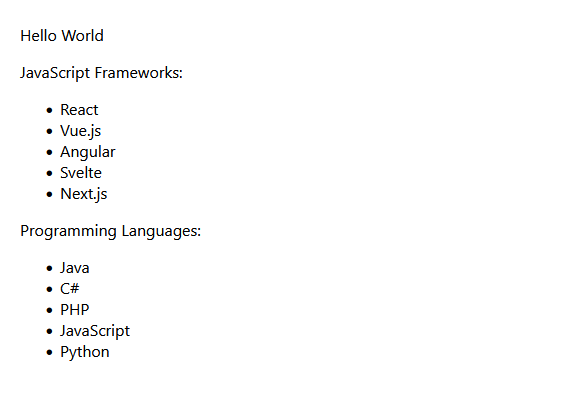 Hello World
JavaScript Frameworks:
• React
• Vue.js
• Angular
• Svelte
• Next.js
Programming Languages:
• Java
• C#
• PHP
• JavaScript
• Python